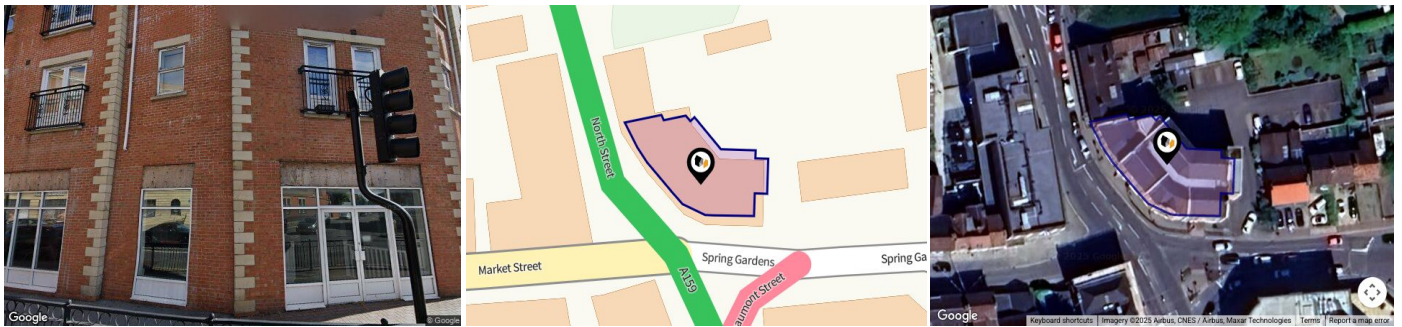 Google
© Google
North Street
Market Street
Spring Gardens
Spring Ga
A159
aumont Street
Google
Keyboard shortcuts
Imagery ©2025 Airbus, CNES / Airbus, Maxar Technologies
Terms
Report a map error